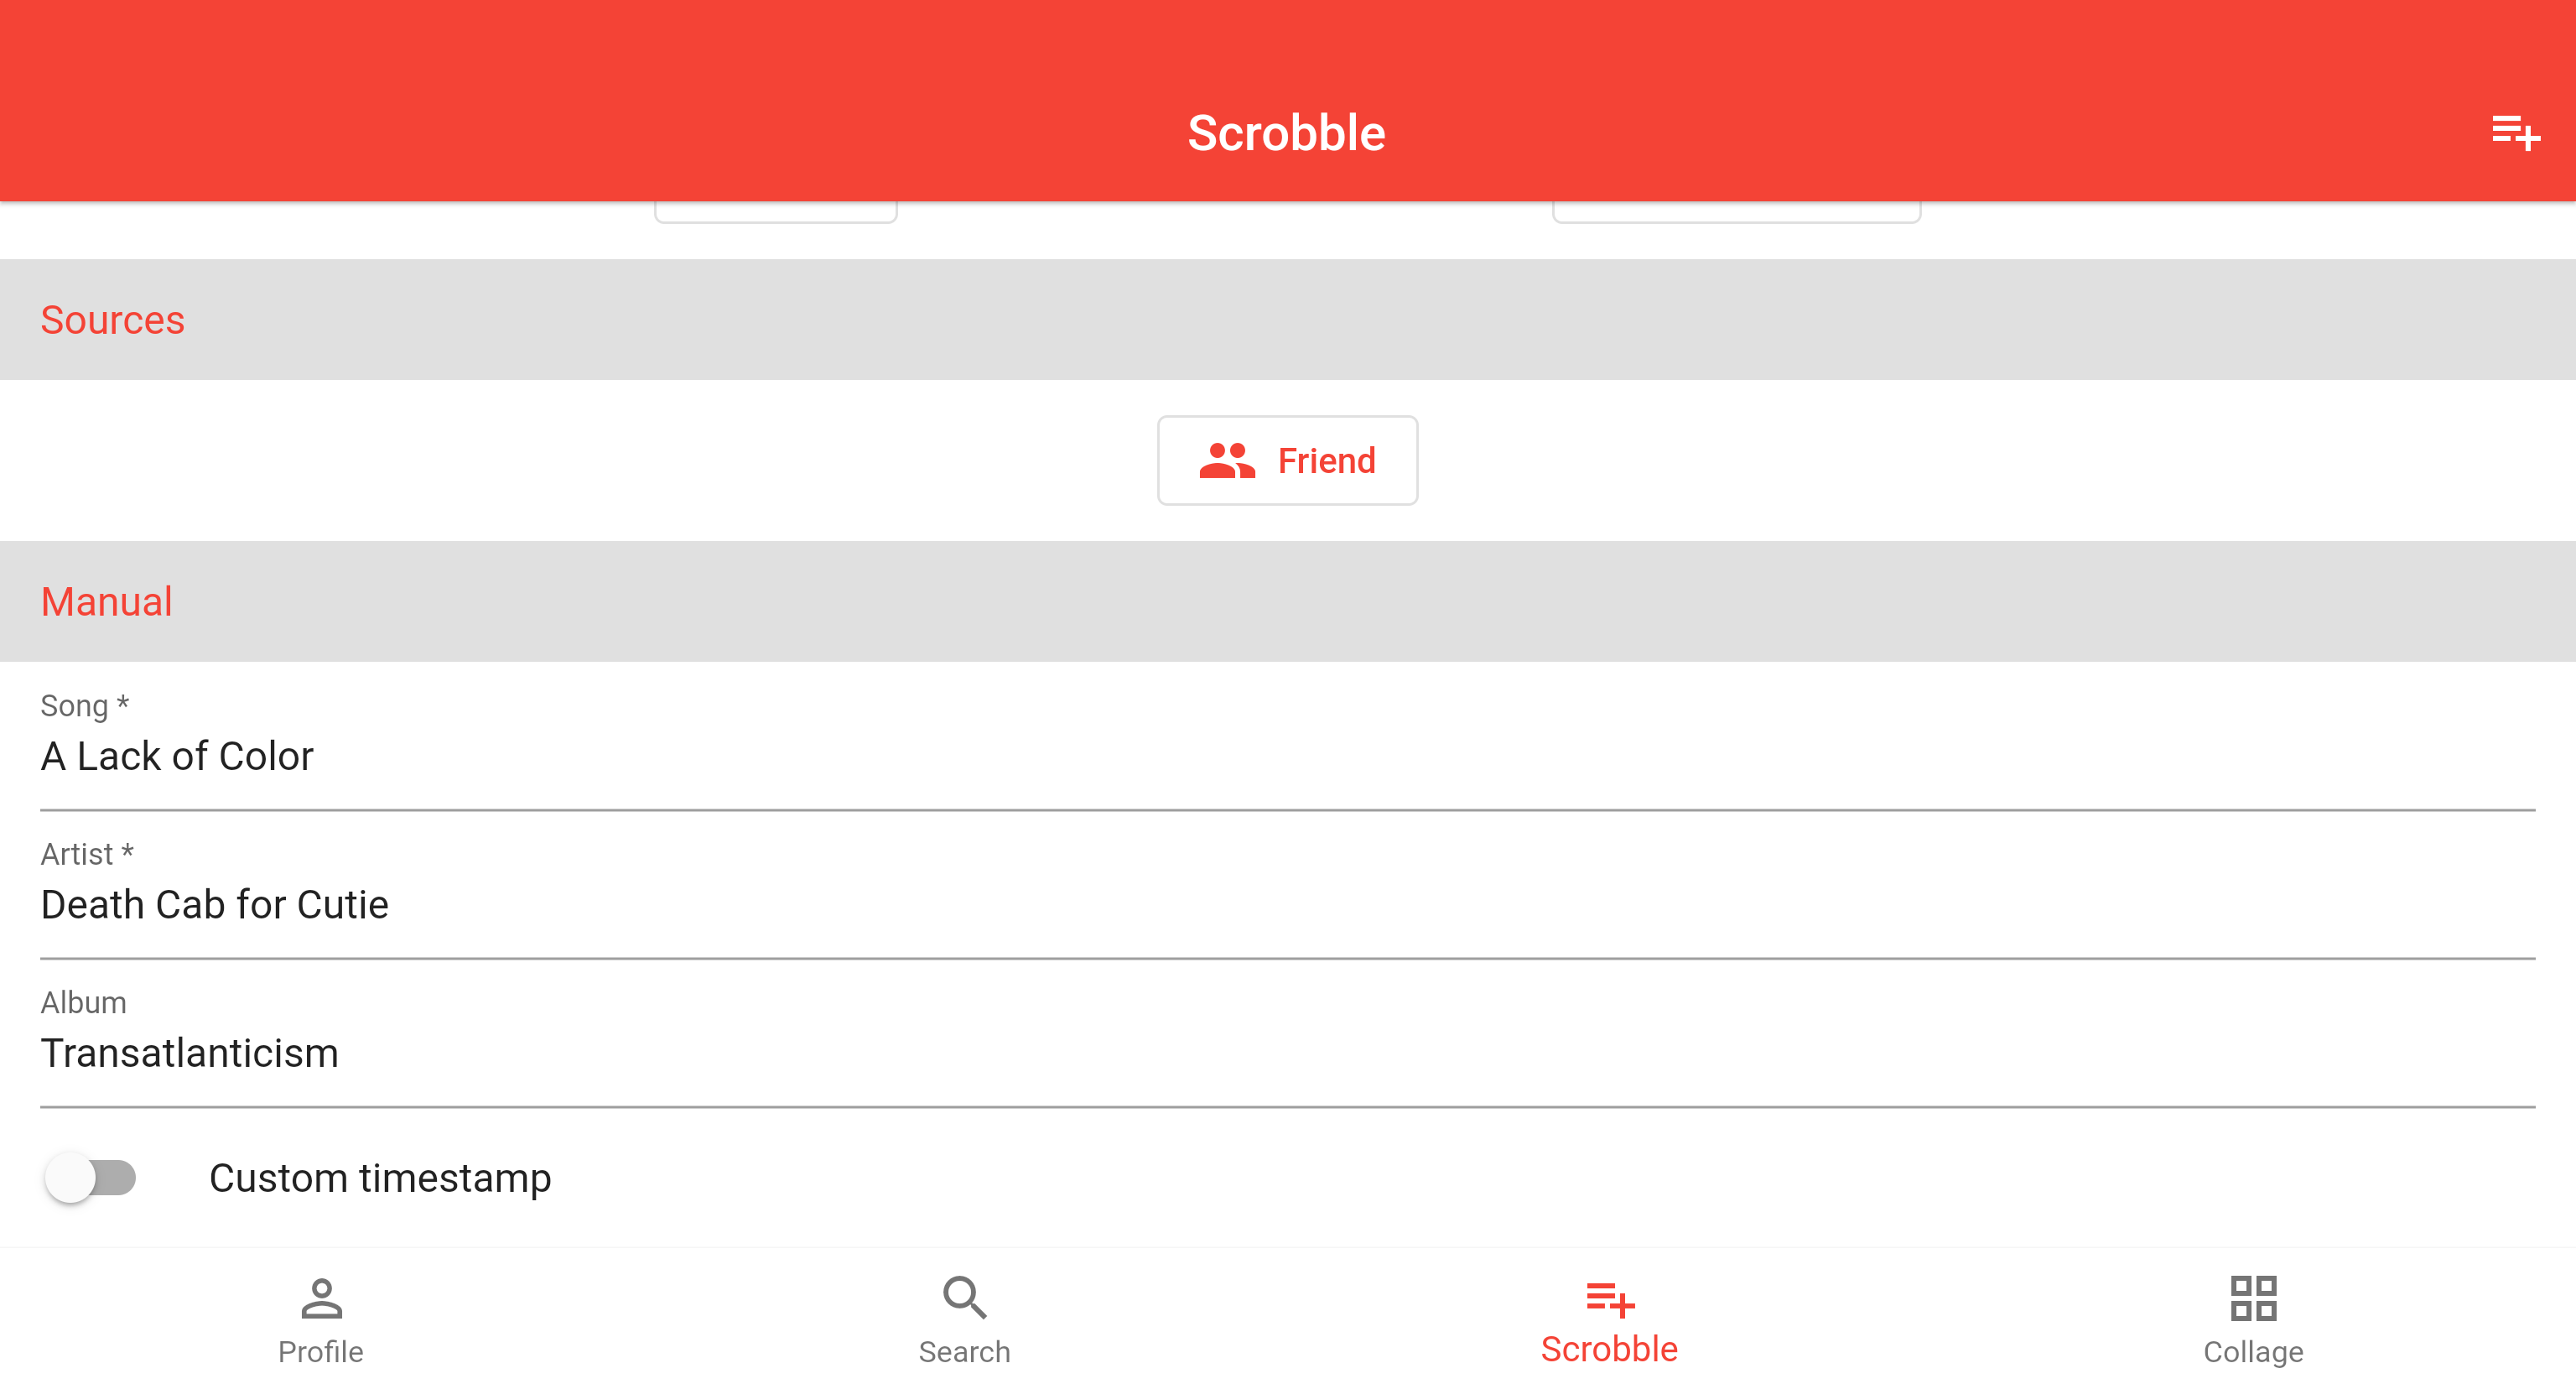 Scrobble
Sources
Friend
Manual
Song *
A Lack of Color
Artist *
Death Cab for Cutie
Album
Transatlanticism
Custom timestamp
Profile
Search
Scrobble
Collage